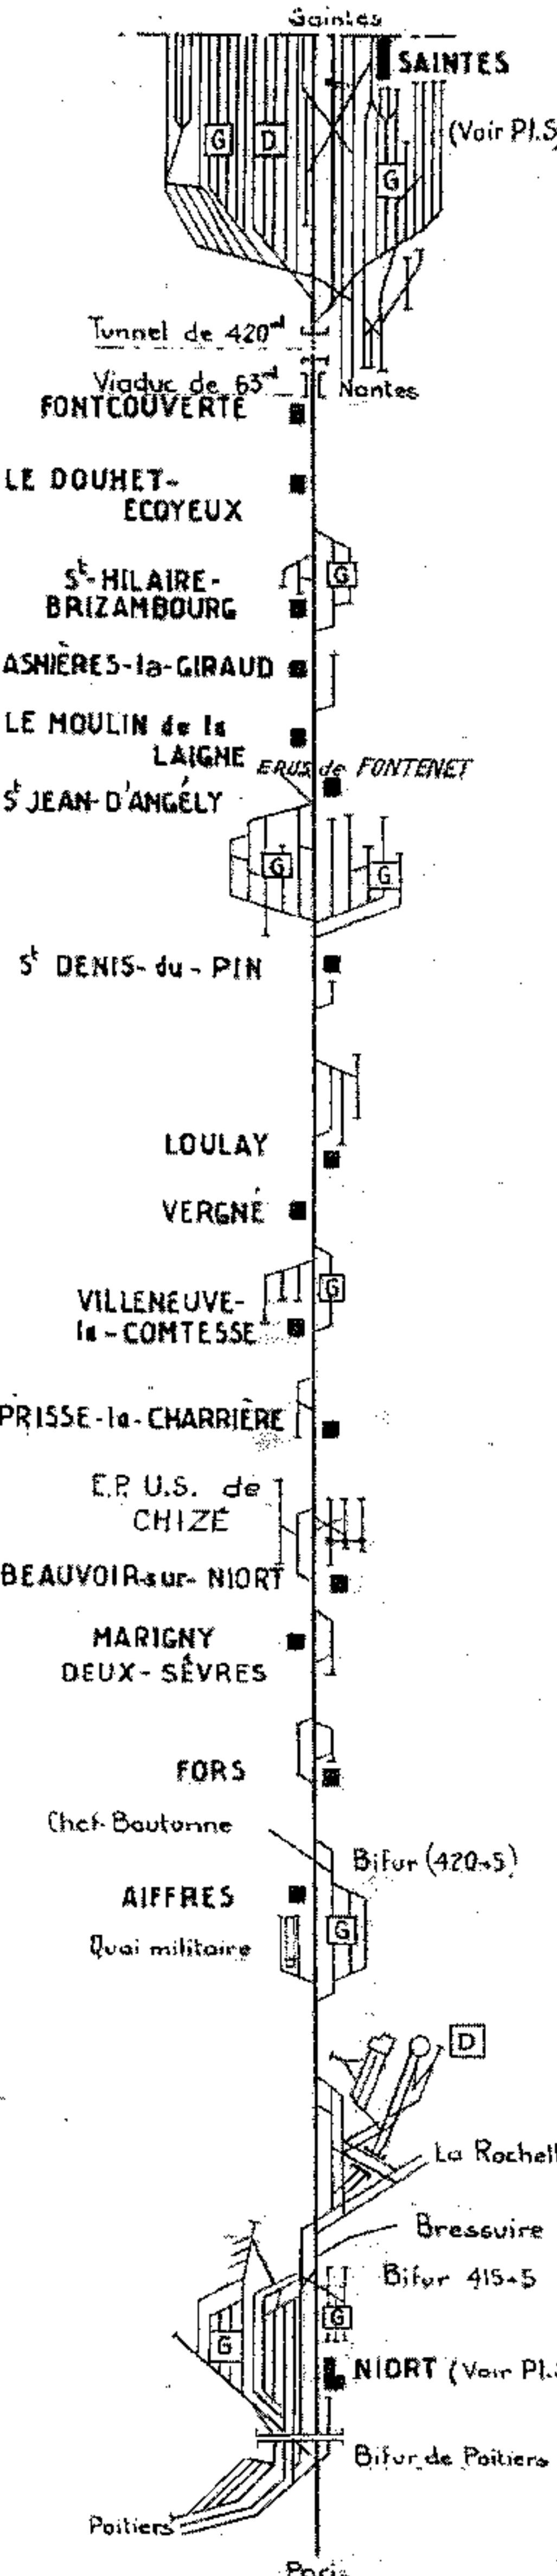 Saintes
SAINTES
G D
(Voir Pl.S
G
Tunnel de 420m
Viaduc de 63m
Nantes
FONTCOUVERTE
LE DOUHET-
ECOYEUX
G
St-HILAIRE-
BRIZAMBOURG
ASNIÈRES-la-GIRAUD
LE MOULIN de la
LAIGNE
ERUS de FONTENET
St JEAN-D'ANGÉLY
G
G
St DENIS-du-PIN
LOULAY
VERGNÉ
G
VILLENEUVE-
la-COMTESSE
PRISSE-la-CHARRIÈRE
E.P.U.S. de
CHIZÉ
BEAUVOIR-sur-NIORT
MARIGNY
DEUX-SÈVRES
FORS
Chef-Boutonne
Bifur (420+5)
AIFFRES
G
Quai militaire
D
La Rochell
Bressuire
Bifur 415+5
G
G
NIORT (Voir Pl.
Bifur de Poitiers
Poitiers
Paris